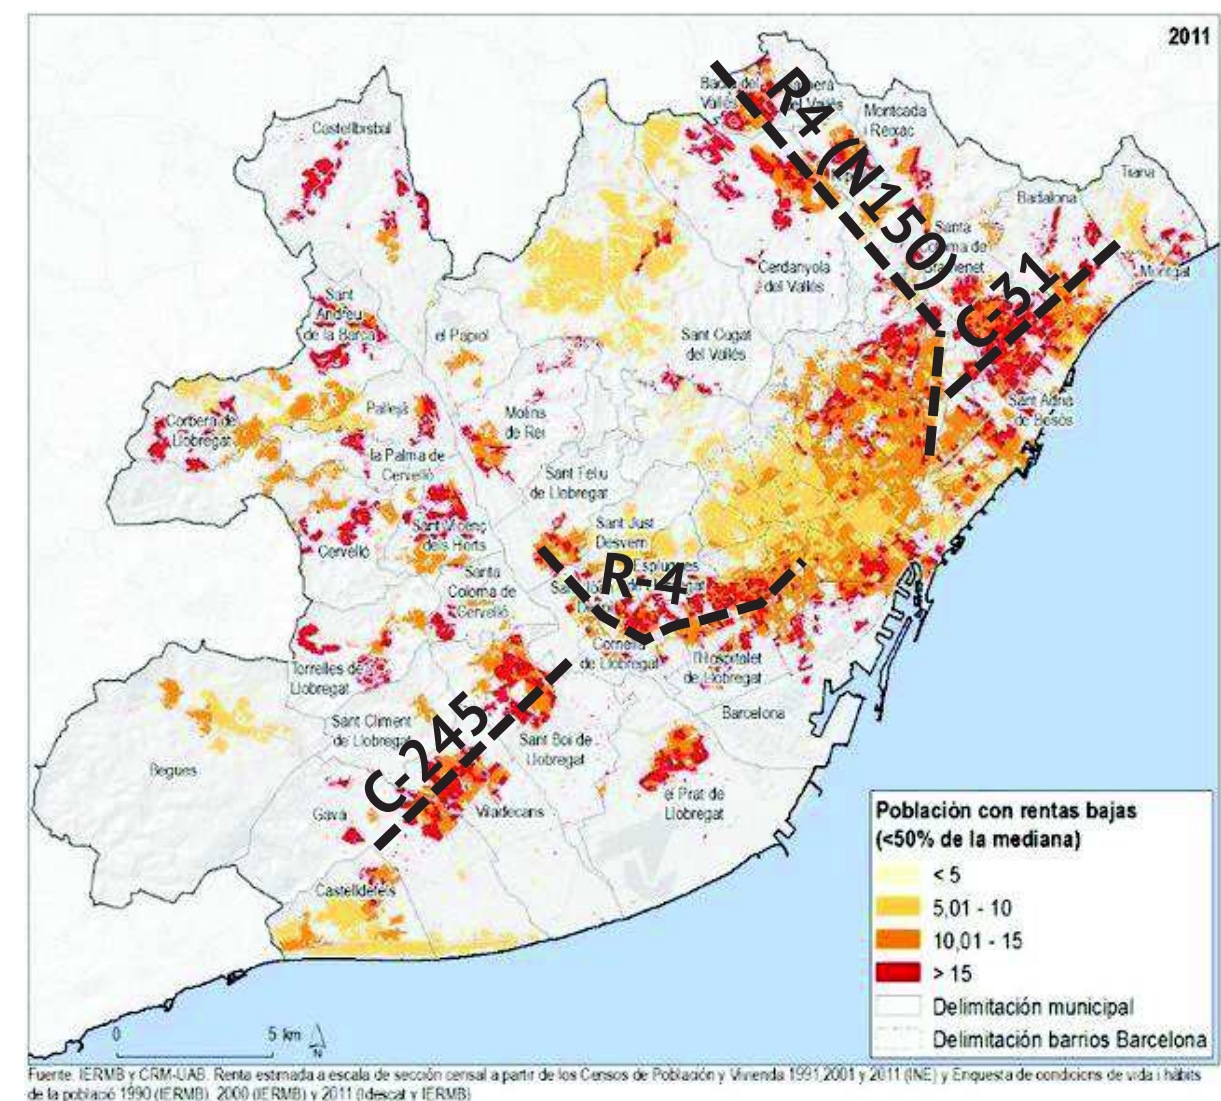 2011
Badia del
Vallès
del Vallès
Montcada
i Reixac
Castellbisbal
R4 (N150)
Tiana
Badalona
Santa
Coloma de
Gramenet
Montgat
C-31
Cerdanyola
del Vallès
Sant
Andreu
de la Barca
el Papiol
Sant Cugat
del Vallès
Sant Adrià
de Besòs
Corbera de
Llobregat
Pallejà
Molins
de Rei
la Palma de
Cervelló
Sant Feliu
de Llobregat
Sant Vicenç
dels Horts
Cervelló
Sant Just
Desvern
Esplugues
R-4
Santa
Coloma de
Cervelló
Cornellà
de Llobregat
l'Hospitalet
de Llobregat
Torrelles de
Llobregat
Barcelona
Sant Climent
de Llobregat
C-245
Sant Boi de
Llobregat
Begues
Gavà
Viladecans
el Prat de
Llobregat
Castelldefels
Población con rentas bajas
(<50% de la mediana)
< 5
5,01 - 10
10,01 - 15
> 15
Delimitación municipal
Delimitación barrios Barcelona
0 5 km
N
Fuente: IERMB y CRM-UAB. Renta estimada a escala de sección censal a partir de los Censos de Población y Vivienda 1991,2001 y 2011 (INE) y Enquesta de condicions de vida i hàbits
de la població 1990 (IERMB), 2000 (IERMB) y 2011 (Idescat y IERMB)